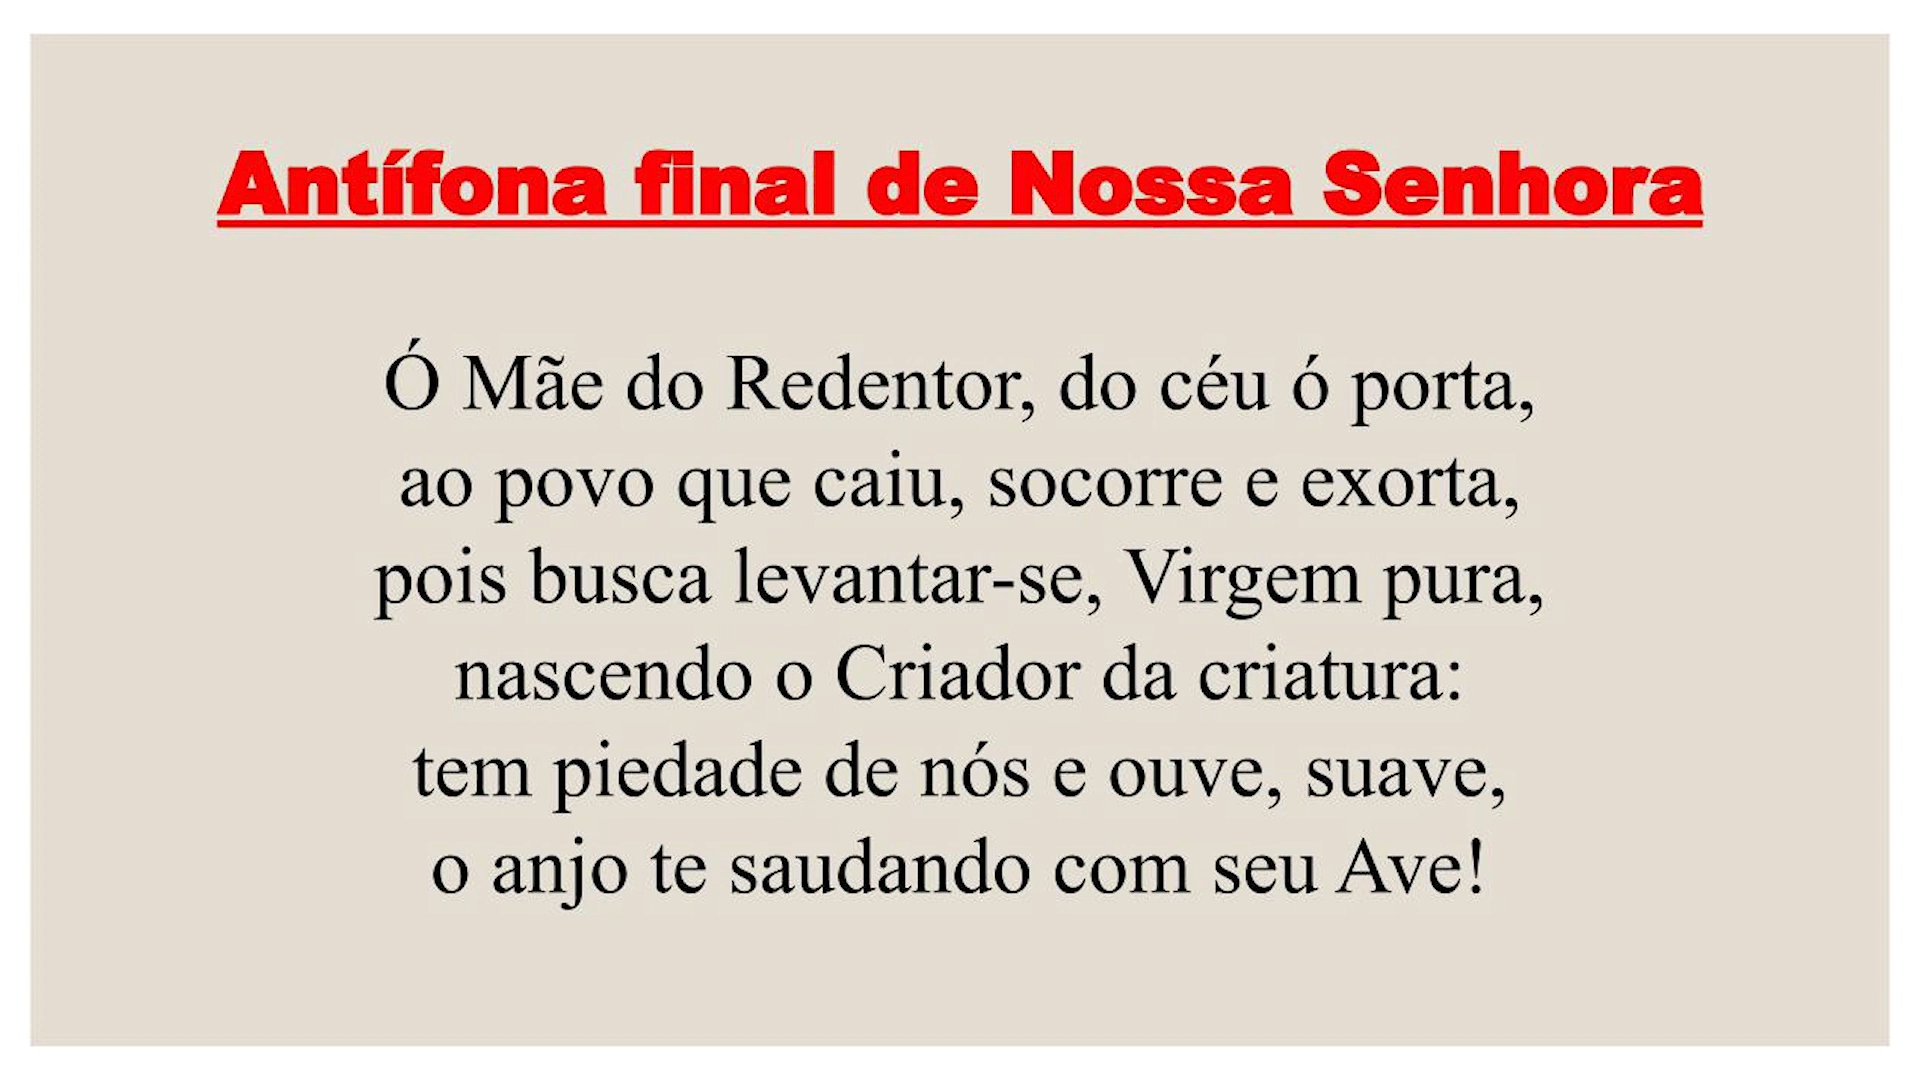 Antífona final de Nossa Senhora
Ó Mãe do Redentor, do céu ó porta,
ao povo que caiu, socorre e exorta,
pois busca levantar-se, Virgem pura,
nascendo o Criador da criatura:
tem piedade de nós e ouve, suave,
o anjo te saudando com seu Ave!